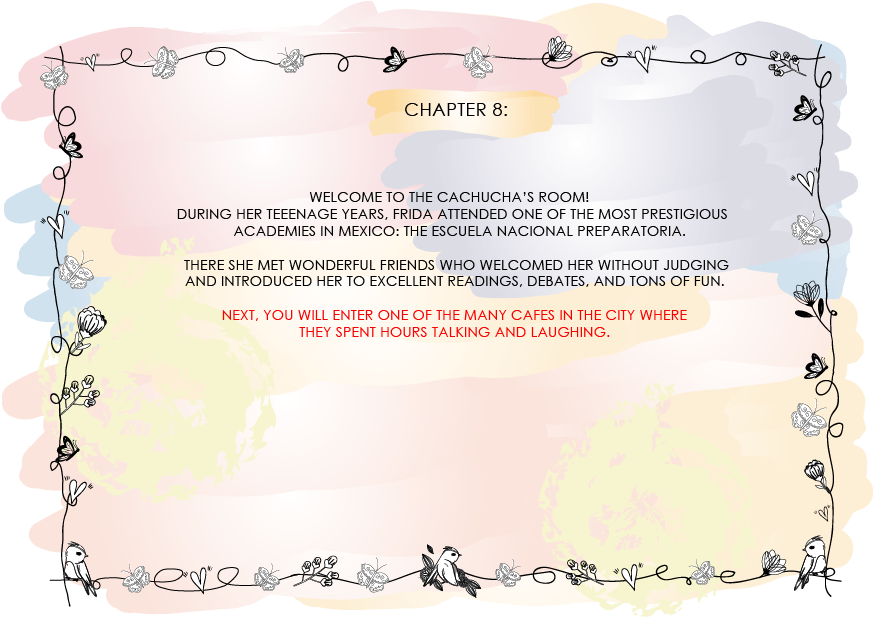 CHAPTER 8:
WELCOME TO THE CACHUCHA'S ROOM!
DURING HER TEEENAGE YEARS, FRIDA ATTENDED ONE OF THE MOST PRESTIGIOUS
ACADEMIES IN MEXICO: THE ESCUELA NACIONAL PREPARATORIA.
THERE SHE MET WONDERFUL FRIENDS WHO WELCOMED HER WITHOUT JUDGING
AND INTRODUCED HER TO EXCELLENT READINGS, DEBATES, AND TONS OF FUN.
NEXT, YOU WILL ENTER ONE OF THE MANY CAFES IN THE CITY WHERE
THEY SPENT HOURS TALKING AND LAUGHING.